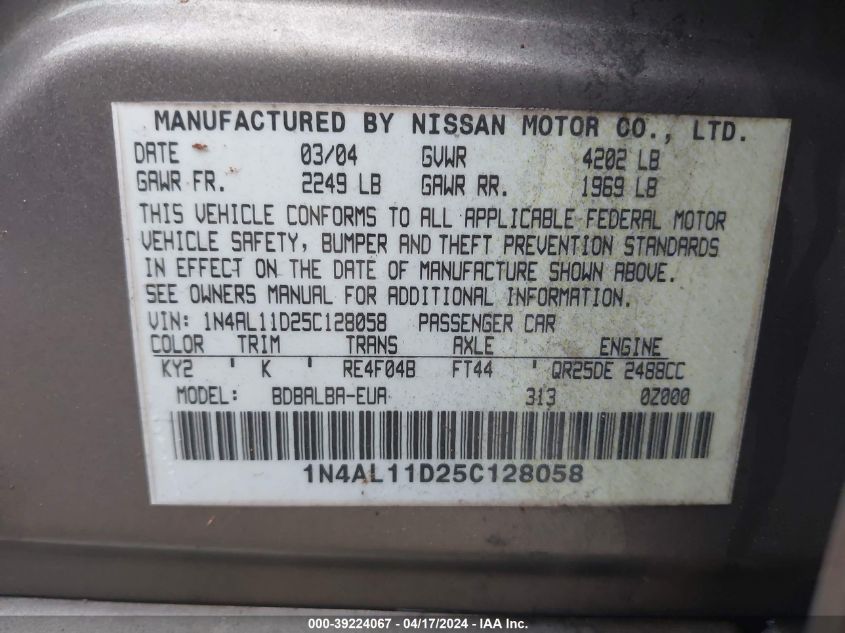 MANUFACTURED BY NISSAN MOTOR CO., LTD.
DATE 03/04 GVWR 4202 LB
GAWR FR. 2249 LB GAWR RR. 1969 LB
THIS VEHICLE CONFORMS TO ALL APPLICABLE FEDERAL MOTOR
VEHICLE SAFETY, BUMPER AND THEFT PREVENTION STANDARDS
IN EFFECT ON THE DATE OF MANUFACTURE SHOWN ABOVE.
SEE OWNERS MANUAL FOR ADDITIONAL INFORMATION.
VIN: 1N4AL11D25C128058 PASSENGER CAR
COLOR TRIM TRANS AXLE ENGINE
KY2 ' K ' RE4F04B FT44 ' QR25DE 2488CC
MODEL: BDBALBA-EUA 313 0Z000
1N4AL11D25C128058
000-39224067 - 04/17/2024 - IAA Inc.